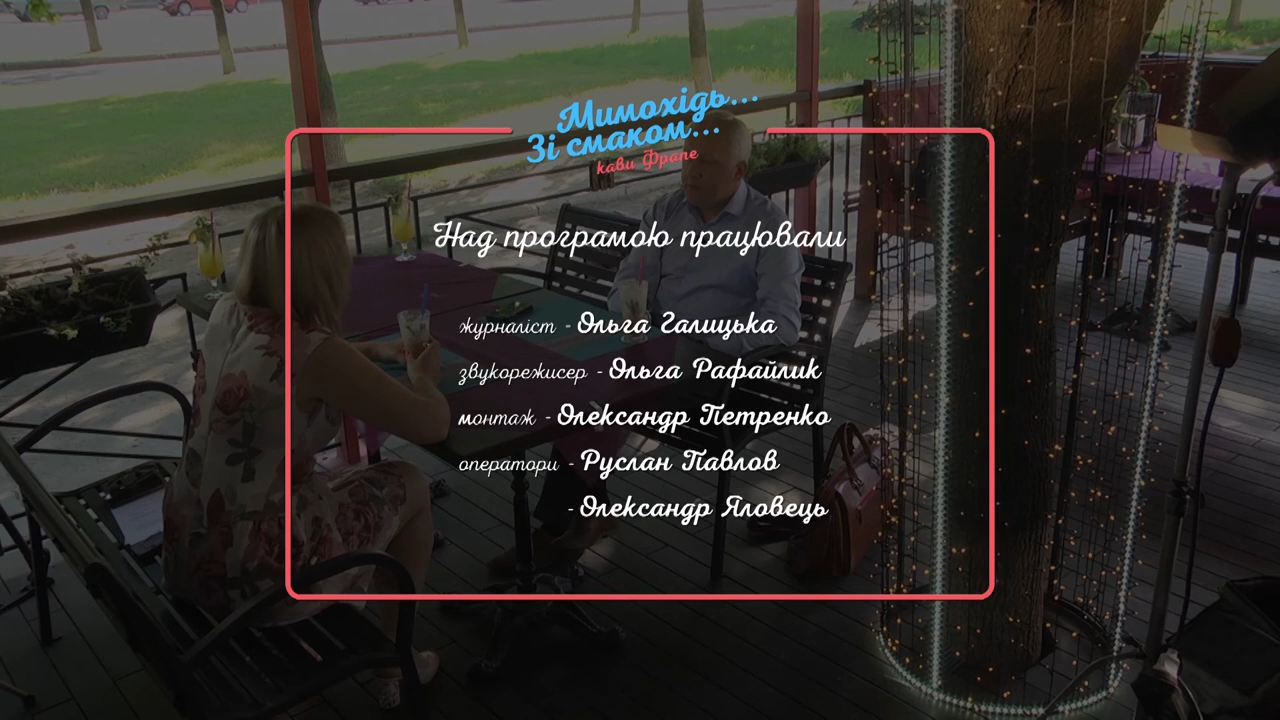 Мимохідь...
Зі смаком...
кави Фрапе
Над програмою працювали
журналіст - Ольга Галицька
звукорежисер - Ольга Рафайлик
монтаж - Олександр Петренко
оператори - Руслан Павлов
- Олександр Яловець